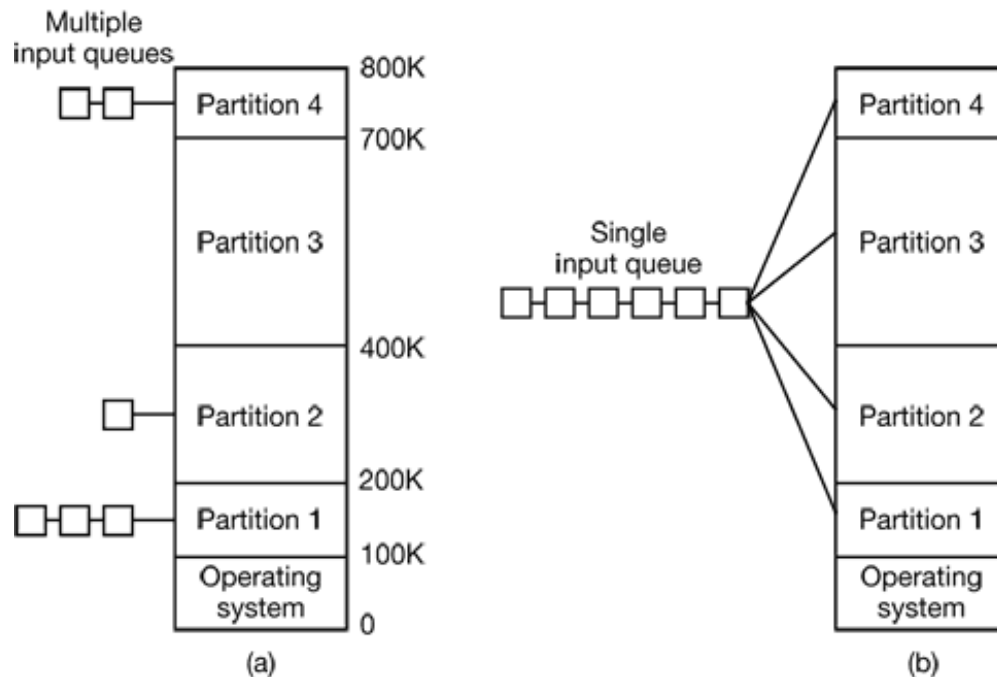 Multiple
input queues
800K
Partition 4
700K
Partition 3
400K
Partition 2
200K
Partition 1
100K
Operating
system
0
(a)
Single
input queue
Partition 4
Partition 3
Partition 2
Partition 1
Operating
system
(b)